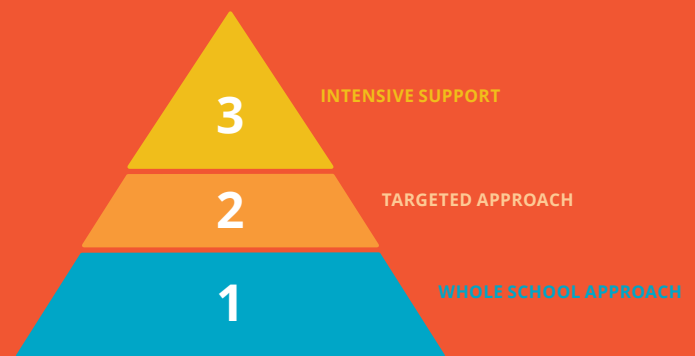 3
INTENSIVE SUPPORT
2
TARGETED APPROACH
1
WHOLE SCHOOL APPROACH